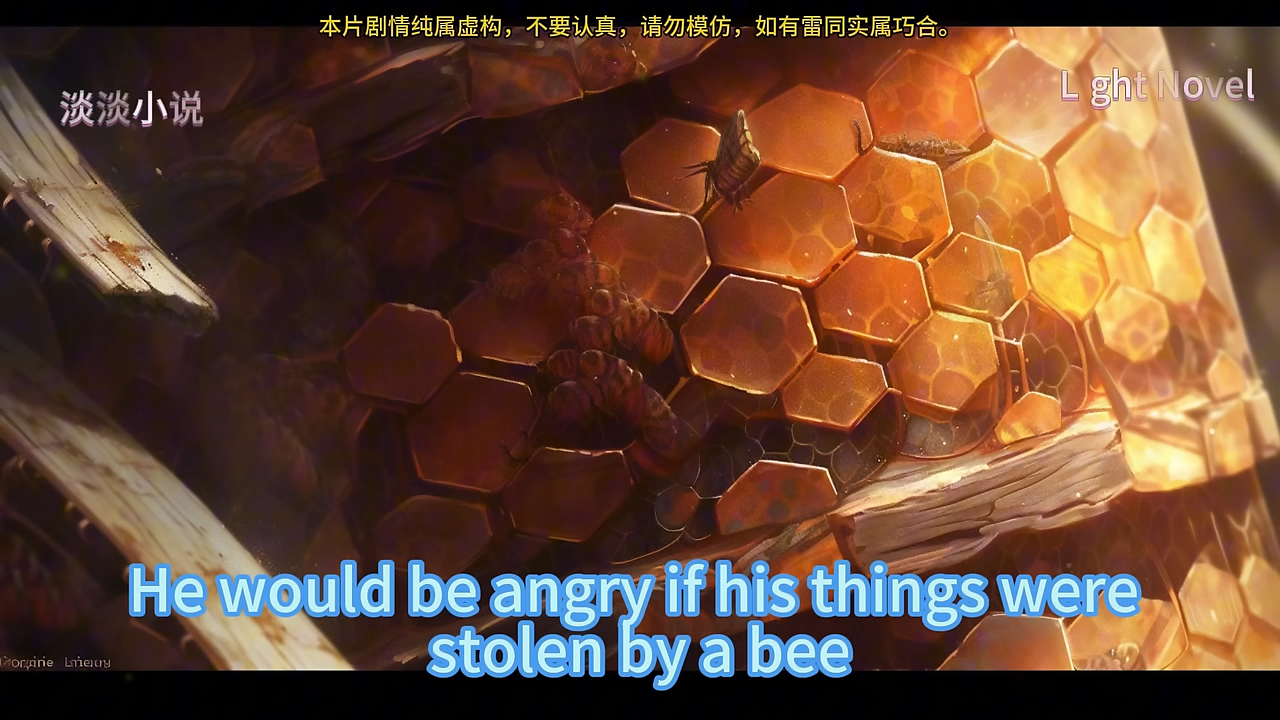 本片剧情纯属虚构，不要认真，请勿模仿，如有雷同实属巧合。
淡淡小说
L ght Novel
He would be angry if his things were
stolen by a bee